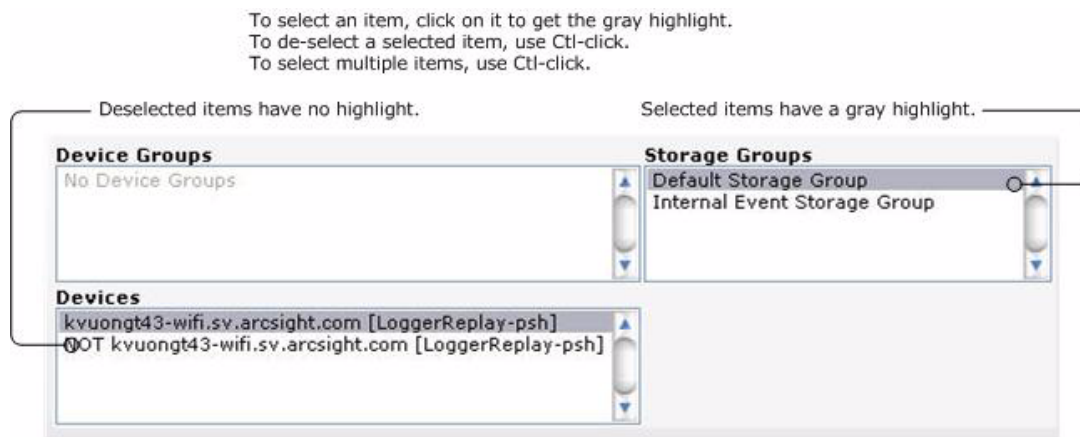 To select an item, click on it to get the gray highlight.
To de-select a selected item, use Ctl-click.
To select multiple items, use Ctl-click.
Deselected items have no highlight.
Selected items have a gray highlight.
Device Groups
No Device Groups
Storage Groups
Default Storage Group
Internal Event Storage Group
Devices
kvuongt43-wifi.sv.arcsight.com [LoggerReplay-psh]
NOT kvuongt43-wifi.sv.arcsight.com [LoggerReplay-psh]